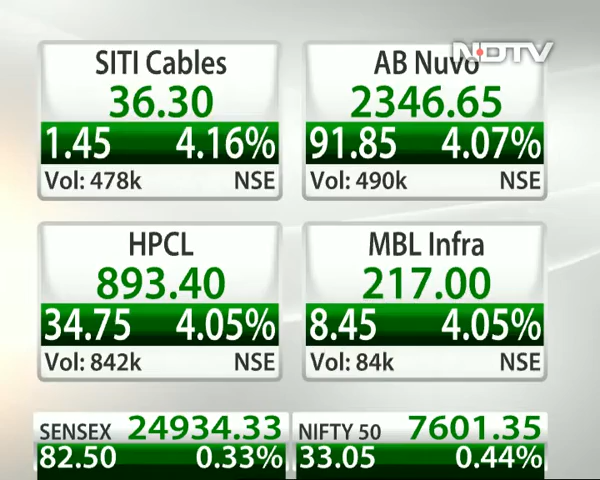 NDTV
SITI Cables
36.30
1.45 4.16%
Vol: 478k NSE
AB Nuvo
2346.65
91.85 4.07%
Vol: 490k NSE
HPCL
893.40
34.75 4.05%
Vol: 842k NSE
MBL Infra
217.00
8.45 4.05%
Vol: 84k NSE
SENSEX 24934.33
82.50 0.33%
NIFTY 50 7601.35
33.05 0.44%